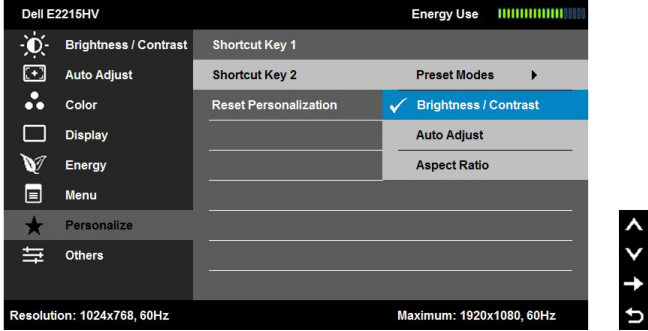 Dell E2215HV Energy Use
Brightness / Contrast Shortcut Key 1
Auto Adjust Shortcut Key 2 Preset Modes
Color Reset Personalization Brightness / Contrast
Display Auto Adjust
Energy Aspect Ratio
Menu
Personalize
Others
Resolution: 1024x768, 60Hz Maximum: 1920x1080, 60Hz